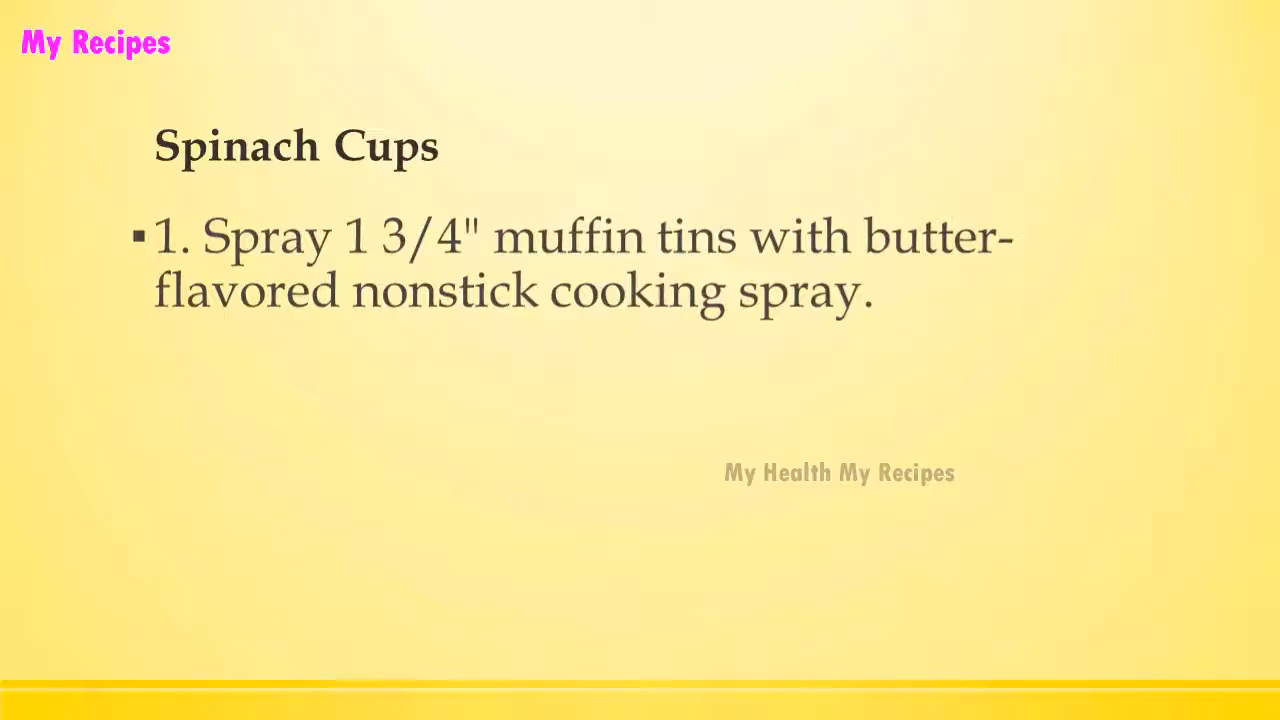 My Recipes
Spinach Cups
▪1. Spray 1 3/4" muffin tins with butter-
flavored nonstick cooking spray.
My Health My Recipes